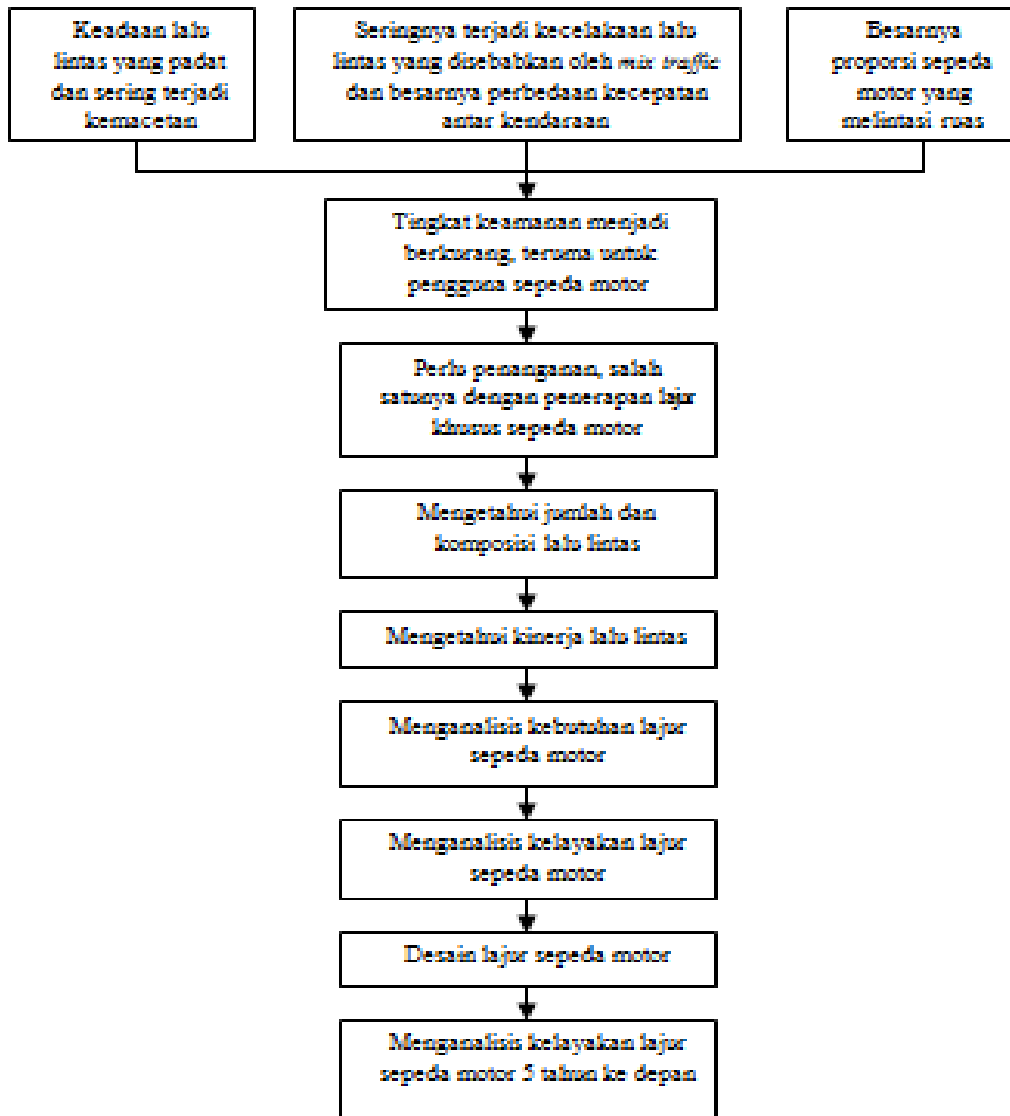 Keadaan lalu
lintas yang padat
dan sering terjadi
kemacetan
Seringnya terjadi kecelakaan lalu
lintas yang disebabkan oleh mix traffic
dan besarnya perbedaan kecepatan
antar kendaraan
Besarnya
proporsi sepeda
motor yang
melintasi ruas
Tingkat keamanan menjadi
berkurang, teruma untuk
pengguna sepeda motor
Perlu penanganan, salah
satunya dengan penerapan lajur
khusus sepeda motor
Mengetahui jumlah dan
komposisi lalu lintas
Mengetahui kinerja lalu lintas
Menganalisis kebutuhan lajur
sepeda motor
Menganalisis kelayakan lajur
sepeda motor
Desain lajur sepeda motor
Menganalisis kelayakan lajur
sepeda motor 5 tahun ke depan